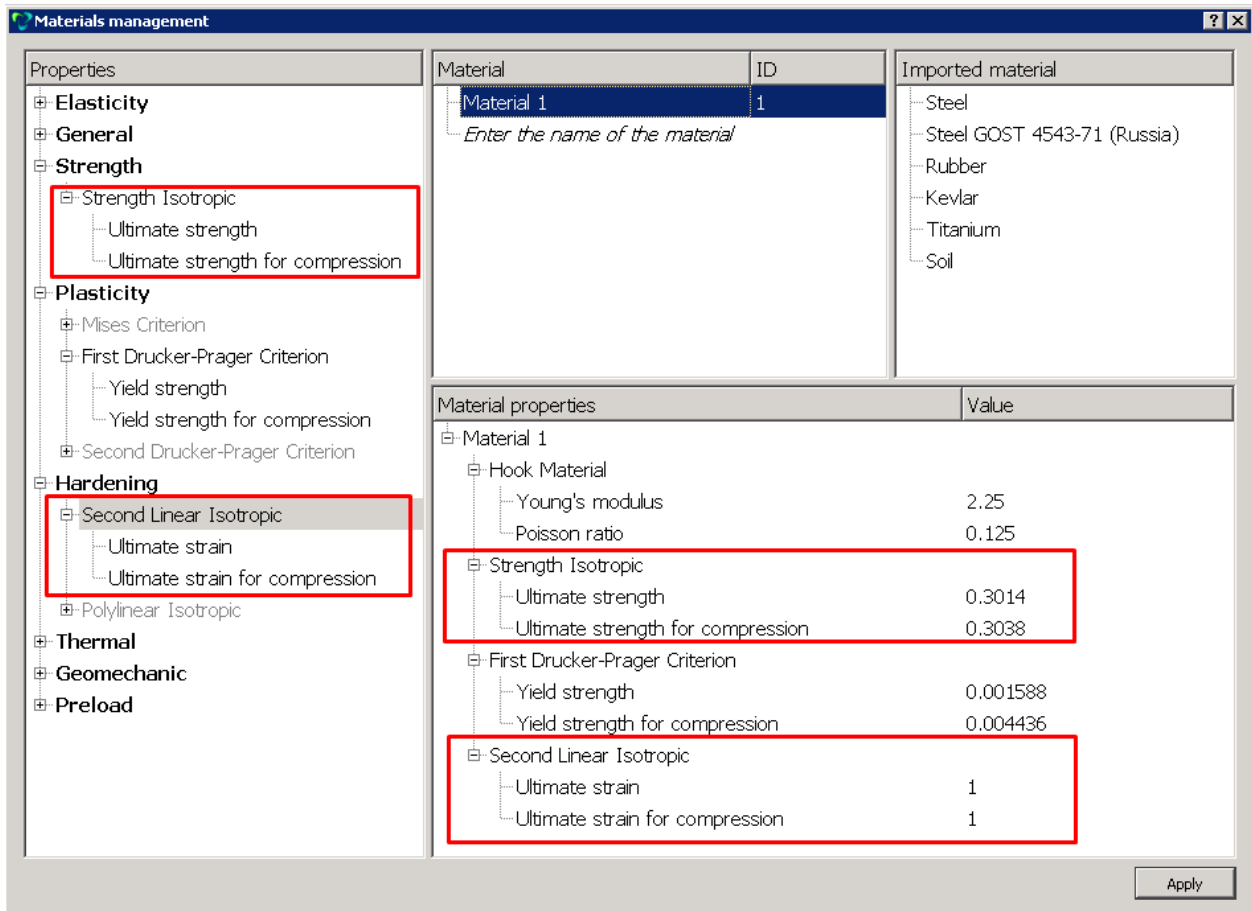 Materials management
Properties
Elasticity
General
Strength
Strength Isotropic
Ultimate strength
Ultimate strength for compression
Plasticity
Mises Criterion
First Drucker-Prager Criterion
Yield strength
Yield strength for compression
Second Drucker-Prager Criterion
Hardening
Second Linear Isotropic
Ultimate strain
Ultimate strain for compression
Polylinear Isotropic
Thermal
Geomechanic
Preload
Material ID
Material 1 1
Enter the name of the material
Imported material
Steel
Steel GOST 4543-71 (Russia)
Rubber
Kevlar
Titanium
Soil
Material properties Value
Material 1
Hook Material
Young's modulus 2.25
Poisson ratio 0.125
Strength Isotropic
Ultimate strength 0.3014
Ultimate strength for compression 0.3038
First Drucker-Prager Criterion
Yield strength 0.001588
Yield strength for compression 0.004436
Second Linear Isotropic
Ultimate strain 1
Ultimate strain for compression 1
Apply